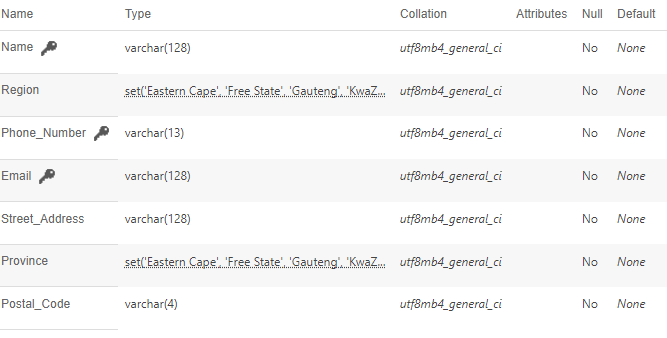 Name Type Collation Attributes Null Default
Name varchar(128) utf8mb4_general_ci No None
Region set('Eastern Cape', 'Free State', 'Gauteng', 'KwaZ... utf8mb4_general_ci No None
Phone_Number varchar(13) utf8mb4_general_ci No None
Email varchar(128) utf8mb4_general_ci No None
Street_Address varchar(128) utf8mb4_general_ci No None
Province set('Eastern Cape', 'Free State', 'Gauteng', 'KwaZ... utf8mb4_general_ci No None
Postal_Code varchar(4) utf8mb4_general_ci No None